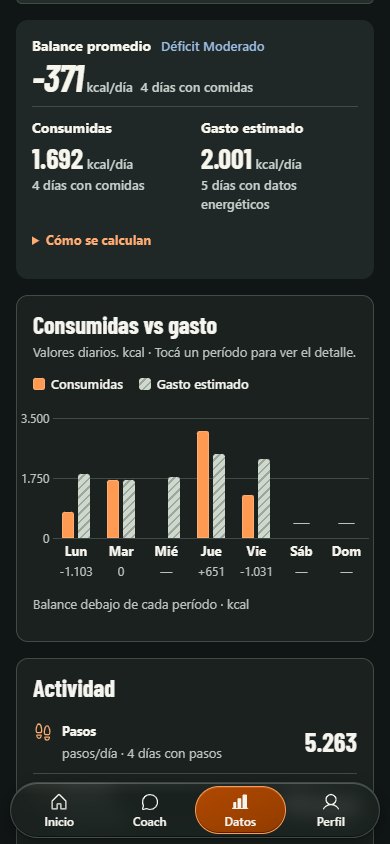 Balance promedio Déficit Moderado
-371 kcal/día 4 días con comidas
Consumidas Gasto estimado
1.692 kcal/día 2.001 kcal/día
4 días con comidas 5 días con datos
energéticos
Cómo se calculan
Consumidas vs gasto
Valores diarios. kcal · Tocá un período para ver el detalle.
Consumidas Gasto estimado
3.500
1.750
0
Lun Mar Mié Jue Vie Sáb Dom
-1.103 0 — +651 -1.031 — —
Balance debajo de cada período · kcal
Actividad
Pasos
pasos/día · 4 días con pasos
5.263
Inicio Coach Datos Perfil